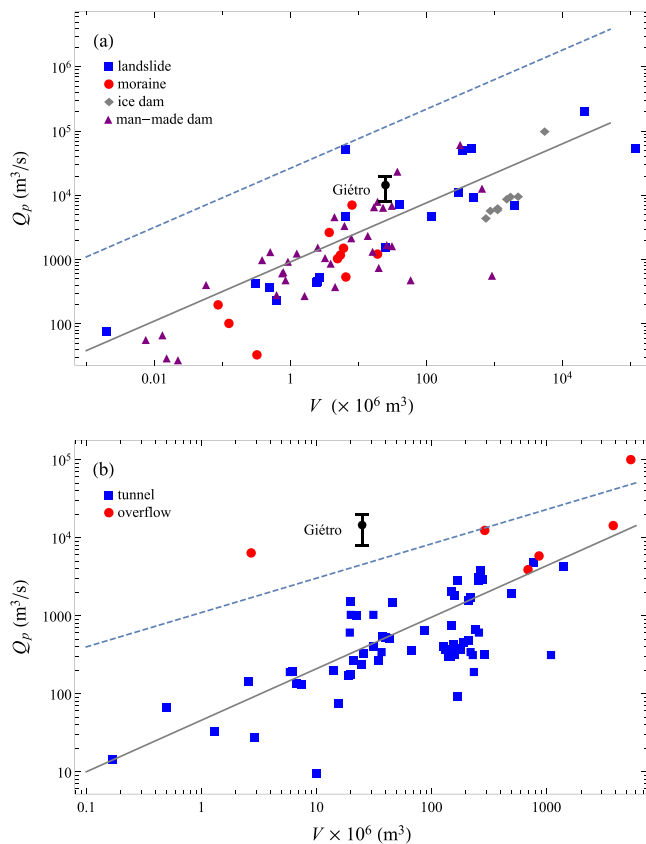 (a)
landslide
moraine
ice dam
man−made dam
Giétro
10⁶
10⁵
10⁴
1000
100
Qₚ (m³/s)
0.01
1
100
10⁴
V (× 10⁶ m³)
(b)
tunnel
overflow
Giétro
10⁵
10⁴
1000
100
10
Qₚ (m³/s)
0.1
1
10
100
1000
V × 10⁶ (m³)